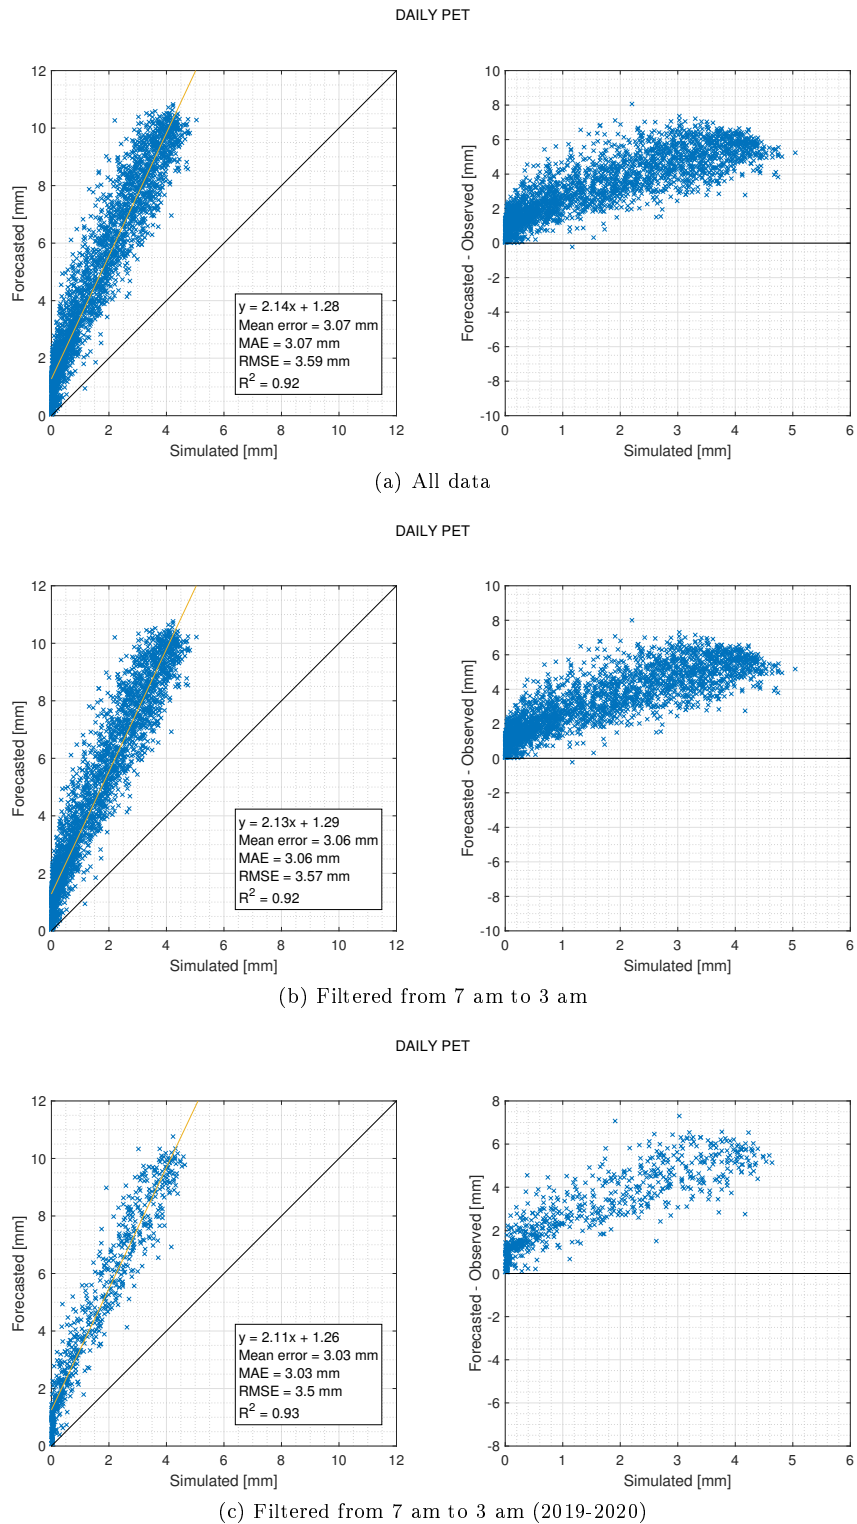 DAILY PET
12
10
8
6
4
2
0
Forecasted [mm]
y = 2.14x + 1.28
Mean error = 3.07 mm
MAE = 3.07 mm
RMSE = 3.59 mm
R² = 0.92
0 2 4 6 8 10 12
Simulated [mm]
10
8
6
4
2
0
-2
-4
-6
-8
-10
Forecasted - Observed [mm]
0 1 2 3 4 5 6
Simulated [mm]
(a) All data
DAILY PET
12
10
8
6
4
2
0
Forecasted [mm]
y = 2.13x + 1.29
Mean error = 3.06 mm
MAE = 3.06 mm
RMSE = 3.57 mm
R² = 0.92
0 2 4 6 8 10 12
Simulated [mm]
10
8
6
4
2
0
-2
-4
-6
-8
-10
Forecasted - Observed [mm]
0 1 2 3 4 5 6
Simulated [mm]
(b) Filtered from 7 am to 3 am
DAILY PET
12
10
8
6
4
2
0
Forecasted [mm]
y = 2.11x + 1.26
Mean error = 3.03 mm
MAE = 3.03 mm
RMSE = 3.5 mm
R² = 0.93
0 2 4 6 8 10 12
Simulated [mm]
8
6
4
2
0
-2
-4
-6
-8
Forecasted - Observed [mm]
0 1 2 3 4 5 6
Simulated [mm]
(c) Filtered from 7 am to 3 am (2019-2020)